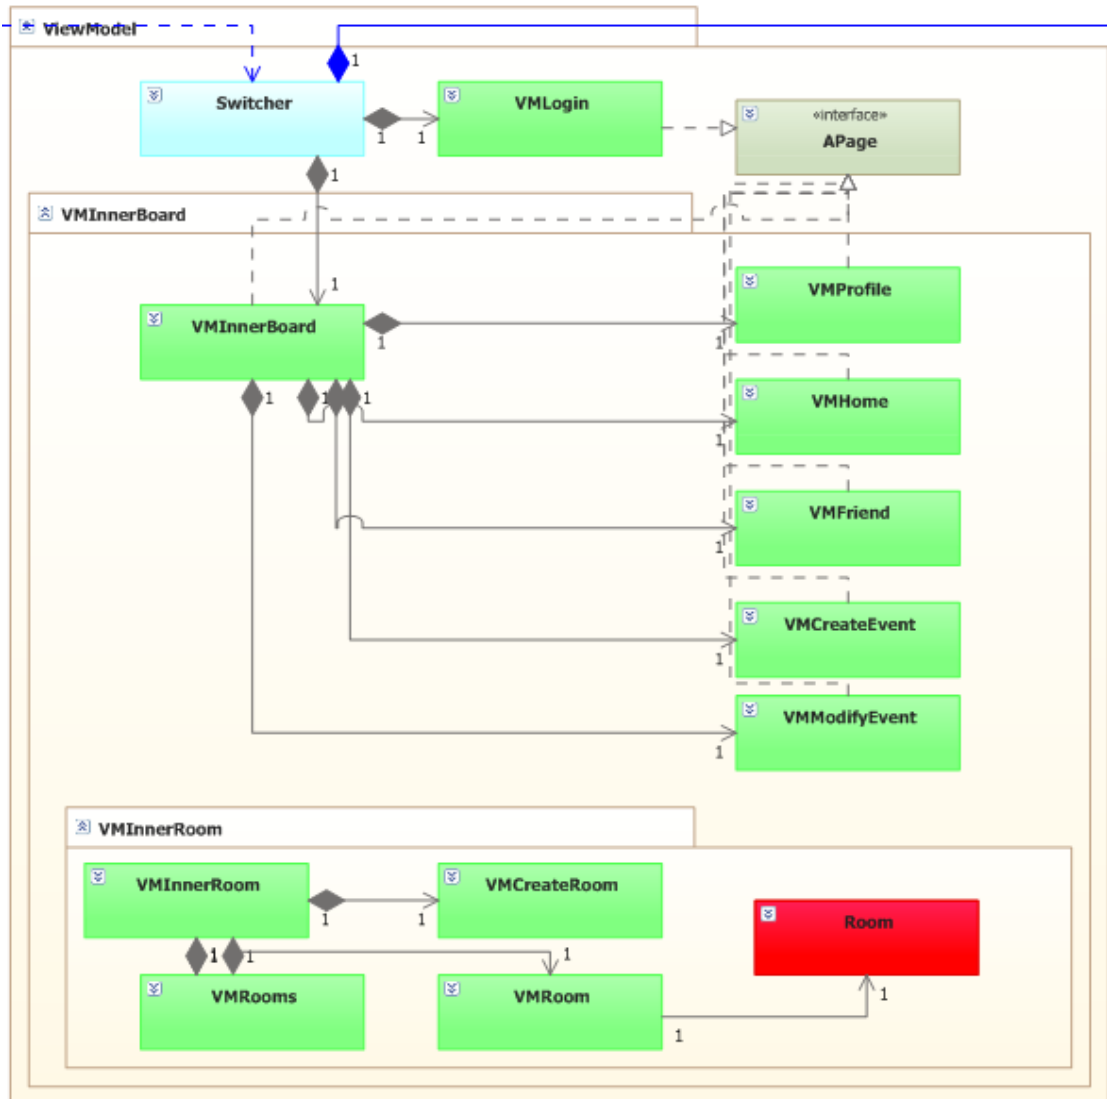 ViewModel
1
Switcher
VMLogin
«interface»
APage
1
1
1
VMInnerBoard
1
VMInnerBoard
VMProfile
1
1
1
1
1
VMHome
1
VMFriend
1
VMCreateEvent
1
VMModifyEvent
1
VMInnerRoom
VMInnerRoom
VMCreateRoom
Room
1
1
1
1
1
1
VMRooms
VMRoom
1
1